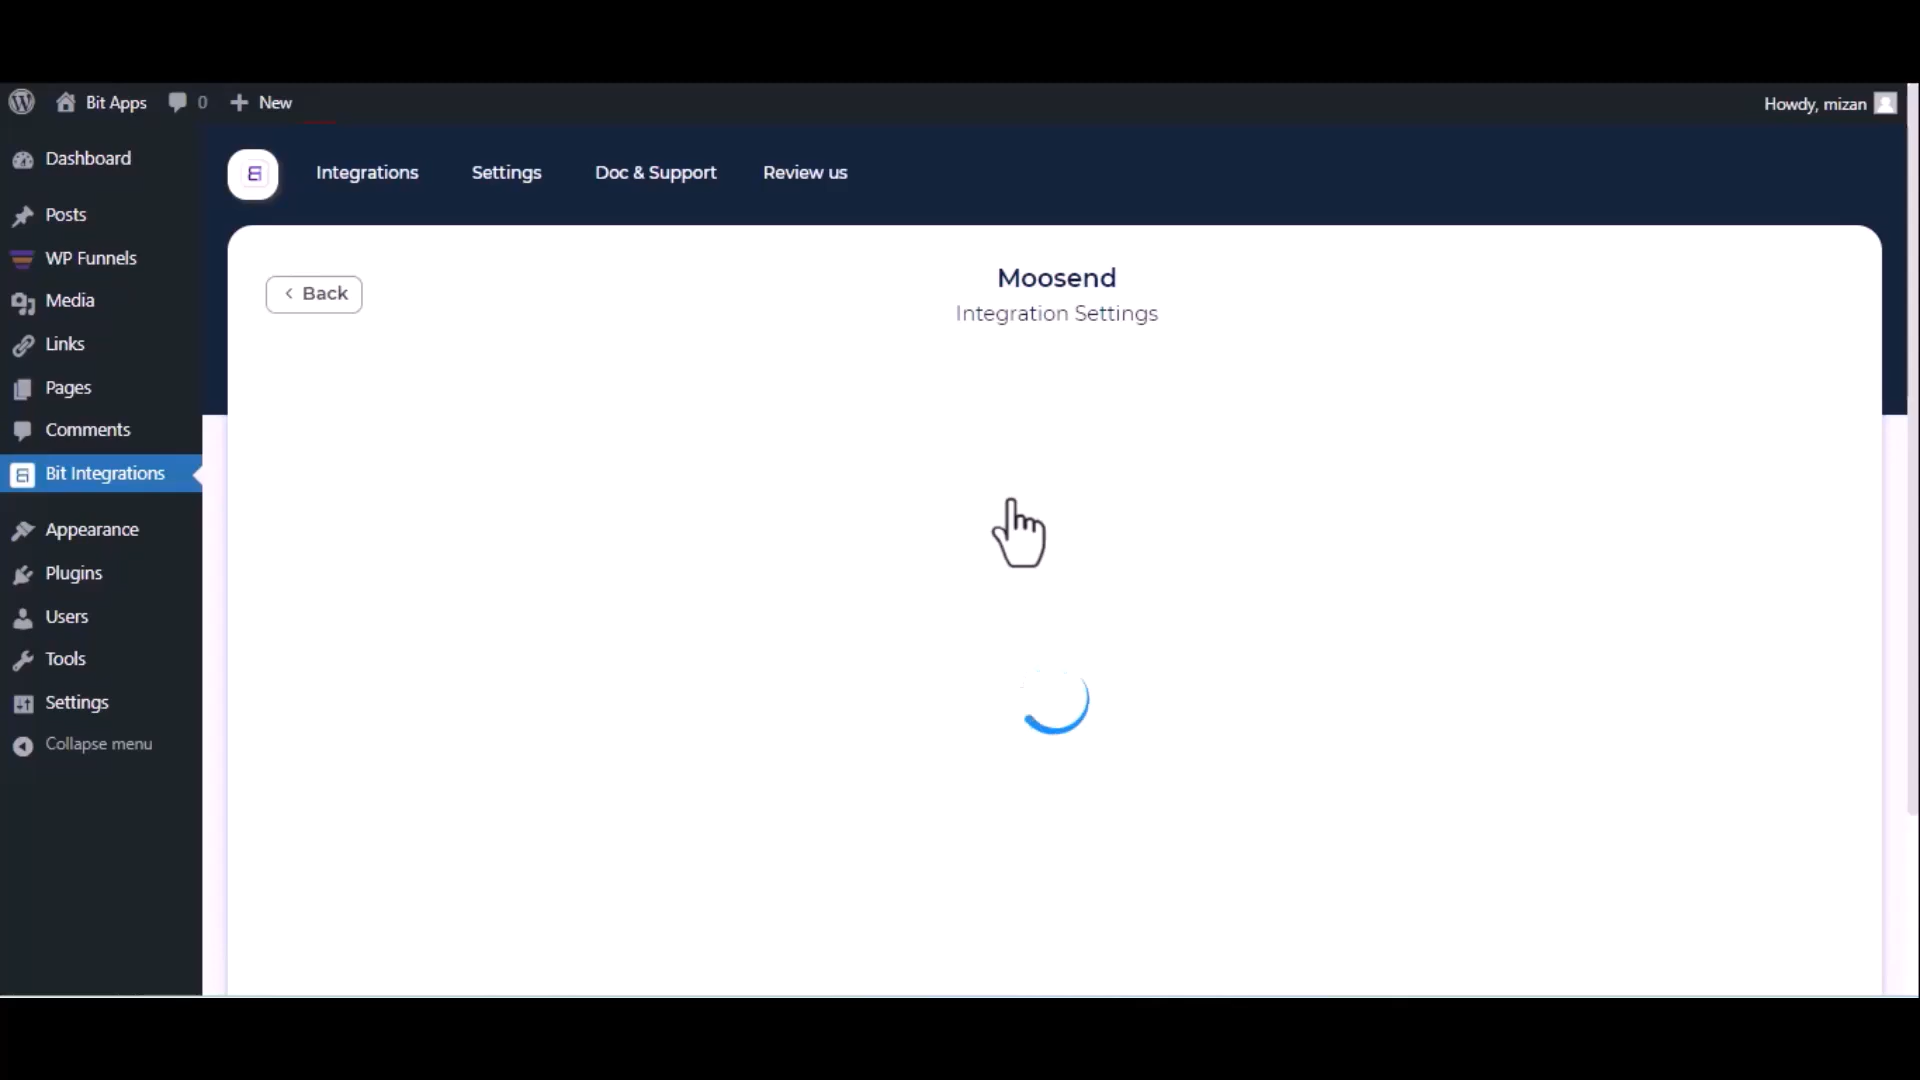 Bit Apps 0 New
Howdy, mizan
Dashboard
Posts
WP Funnels
Media
Links
Pages
Comments
Bit Integrations
Appearance
Plugins
Users
Tools
Settings
Collapse menu
Integrations Settings Doc & Support Review us
Back
Moosend
Integration Settings